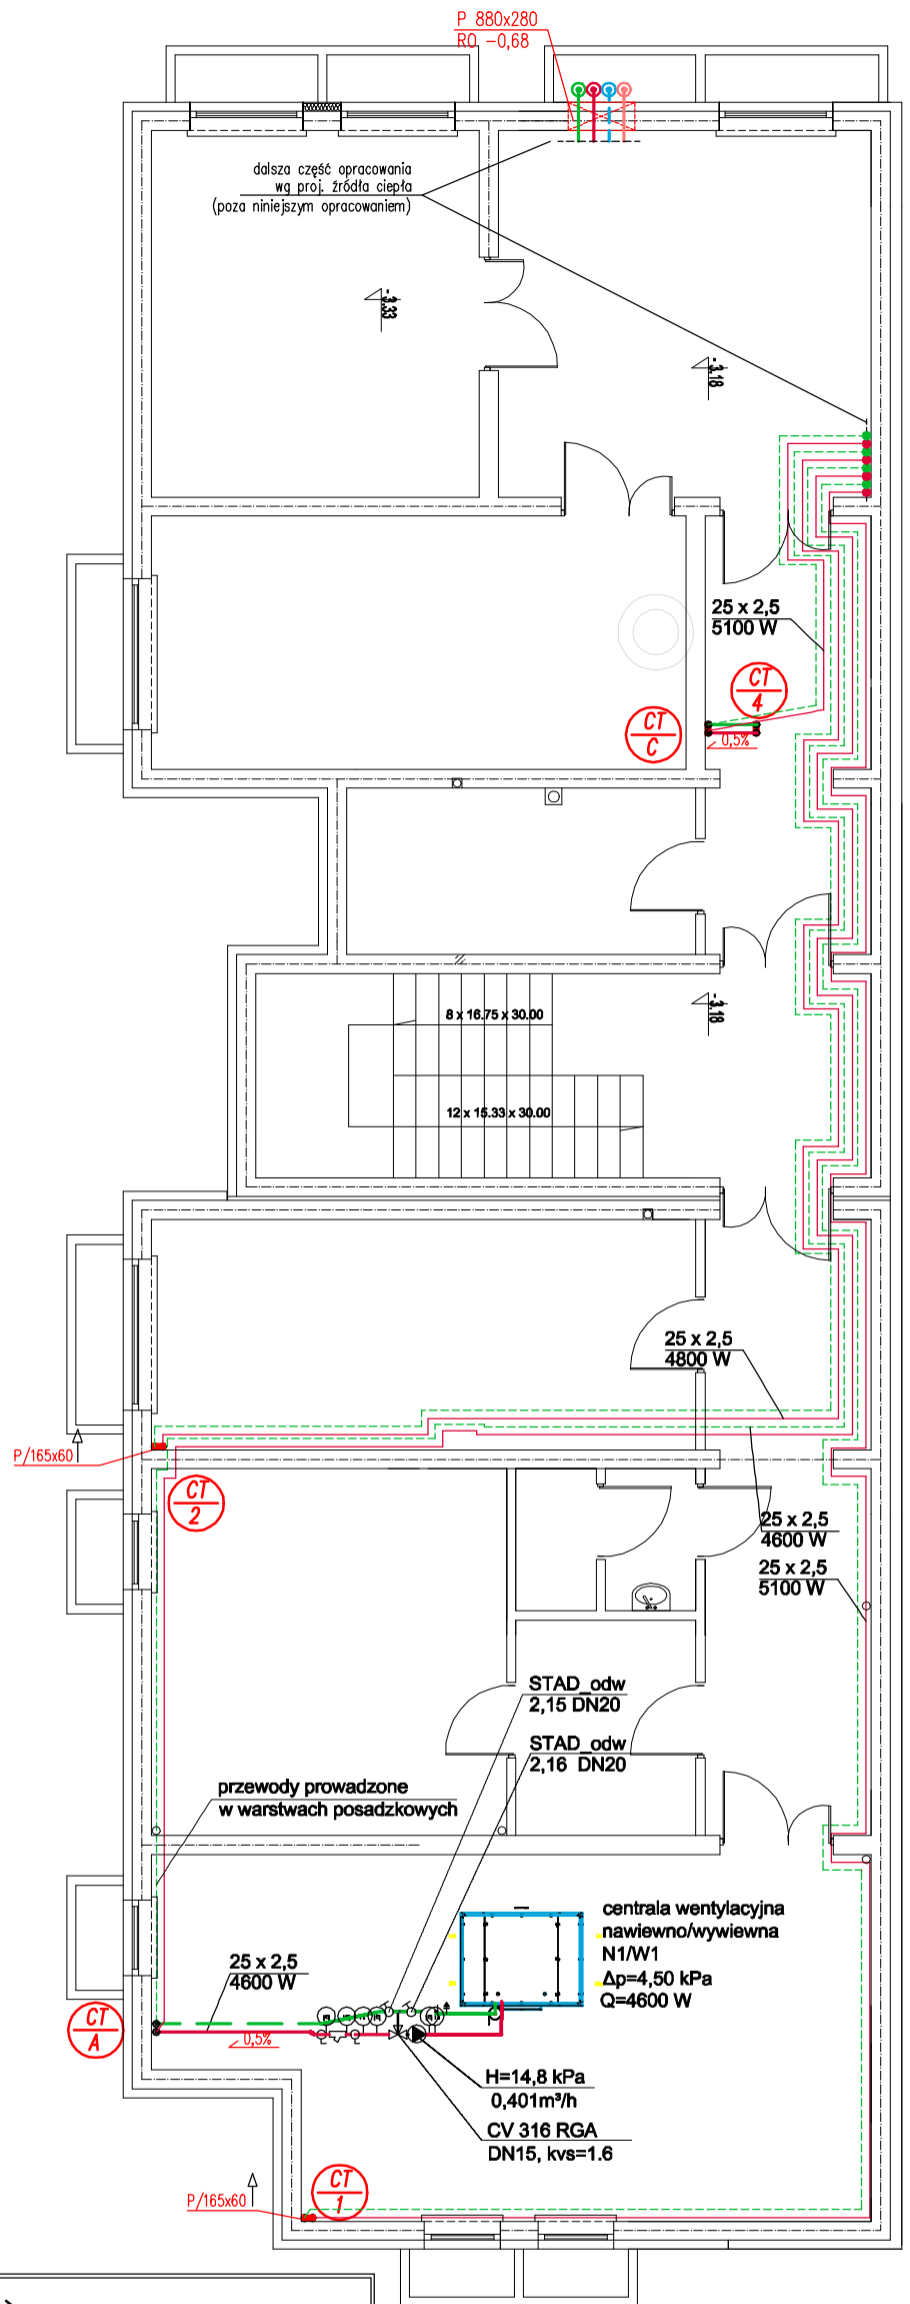 P 880x280
RO -0,68
dalsza część opracowania
wg proj. źródła ciepła
(poza niniejszym opracowaniem)
-3,33
-3,18
25 x 2,5
5100 W
CT
4
CT
C
0,5%
8 x 16.75 x 30.00
-3,18
12 x 15.33 x 30.00
25 x 2,5
4800 W
P/165x60
CT
2
25 x 2,5
4600 W
25 x 2,5
5100 W
STAD_odw
2,15 DN20
STAD_odw
2,16 DN20
przewody prowadzone
w warstwach posadzkowych
centrala wentylacyjna
nawiewno/wywiewna
N1/W1
Δp=4,50 kPa
Q=4600 W
25 x 2,5
4600 W
CT
A
0,5%
H=14,8 kPa
0,401m³/h
CV 316 RGA
DN15, kvs=1.6
P/165x60
CT
1